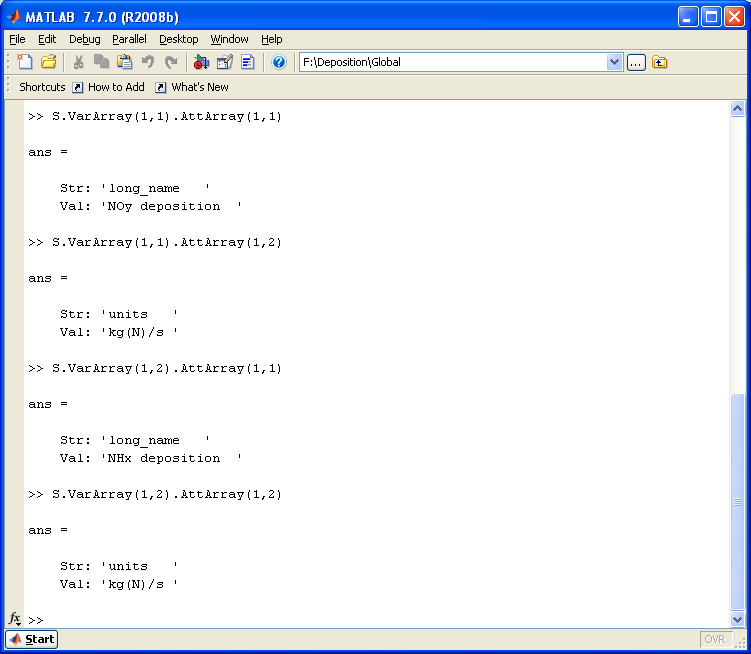 MATLAB 7.7.0 (R2008b)
File Edit Debug Parallel Desktop Window Help
F:\Deposition\Global
...
Shortcuts How to Add What's New
>> S.VarArray(1,1).AttArray(1,1)
ans =
Str: 'long_name   '
Val: 'NOy deposition  '
>> S.VarArray(1,1).AttArray(1,2)
ans =
Str: 'units   '
Val: 'kg(N)/s '
>> S.VarArray(1,2).AttArray(1,1)
ans =
Str: 'long_name   '
Val: 'NHx deposition  '
>> S.VarArray(1,2).AttArray(1,2)
ans =
Str: 'units   '
Val: 'kg(N)/s '
fx >>
Start OVR